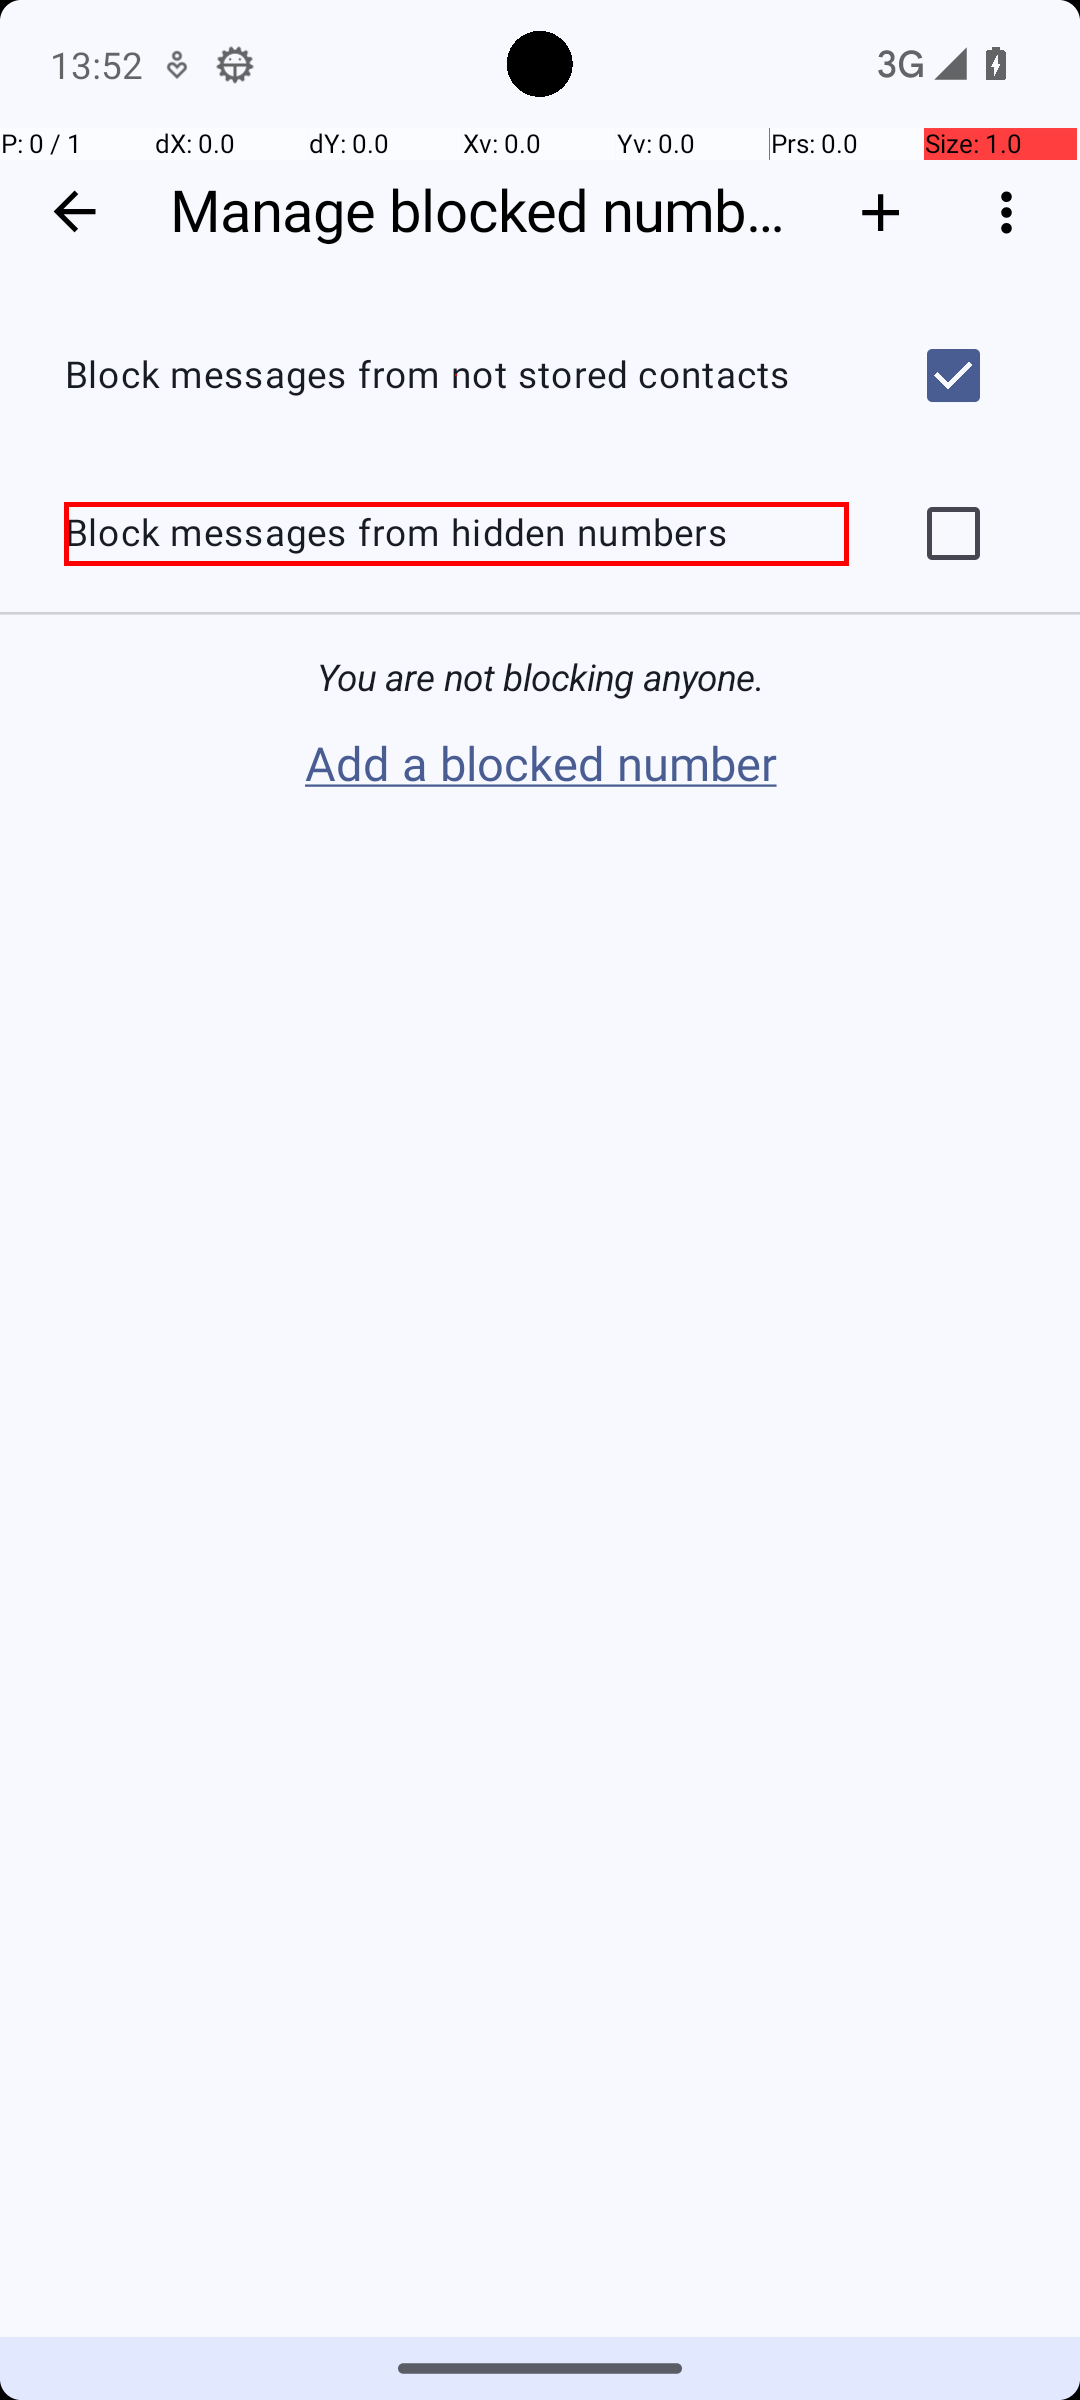 13:52
3G
P: 0 / 1 dX: 0.0 dY: 0.0 Xv: 0.0 Yv: 0.0 Prs: 0.0 Size: 1.0
Manage blocked numb...
Block messages from not stored contacts
Block messages from hidden numbers
You are not blocking anyone.
Add a blocked number